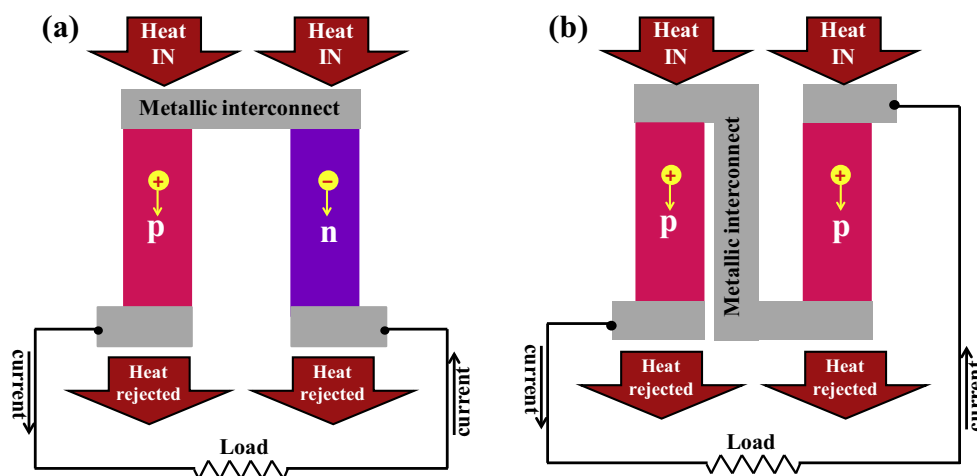 (a)
Heat
IN
Heat
IN
Metallic interconnect
+
−
p
n
current
current
Heat
rejected
Heat
rejected
Load
(b)
Heat
IN
Heat
IN
Metallic interconnect
+
+
p
p
current
current
Heat
rejected
Heat
rejected
Load